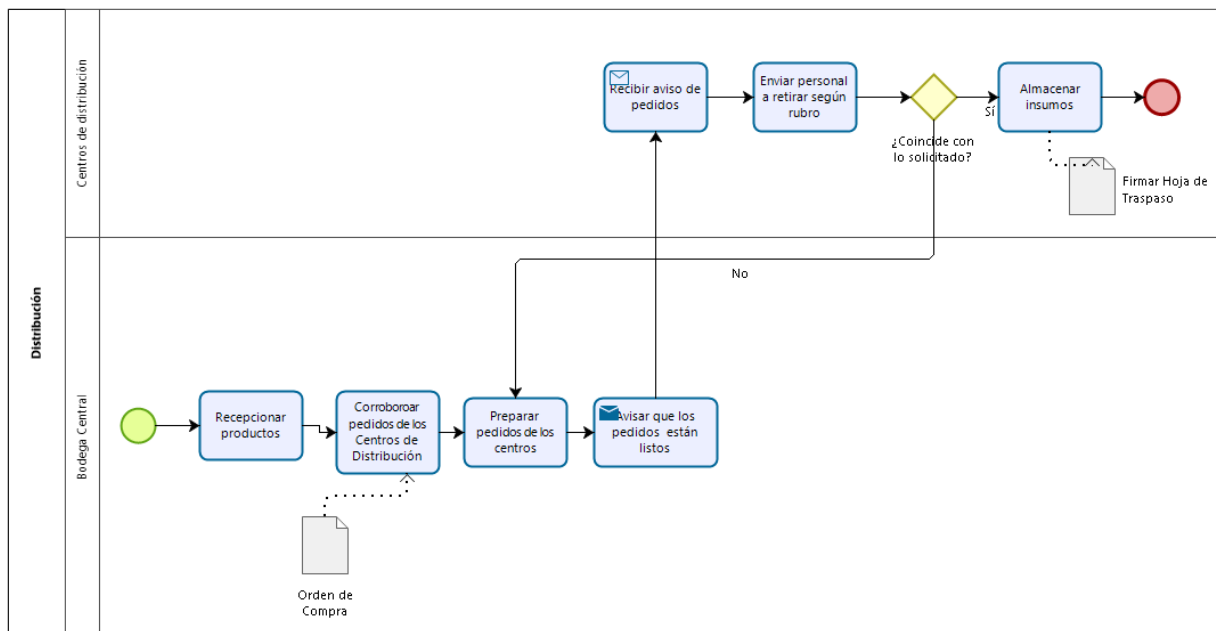 Distribución
Centros de distribución
Recibir aviso de
pedidos
Enviar personal
a retirar según
rubro
¿Coincide con
lo solicitado?
Sí
Almacenar
insumos
Firmar Hoja de
Traspaso
No
Bodega Central
Recepcionar
productos
Corroboroar
pedidos de los
Centros de
Distribución
Preparar
pedidos de los
centros
Avisar que los
pedidos están
listos
Orden de
Compra